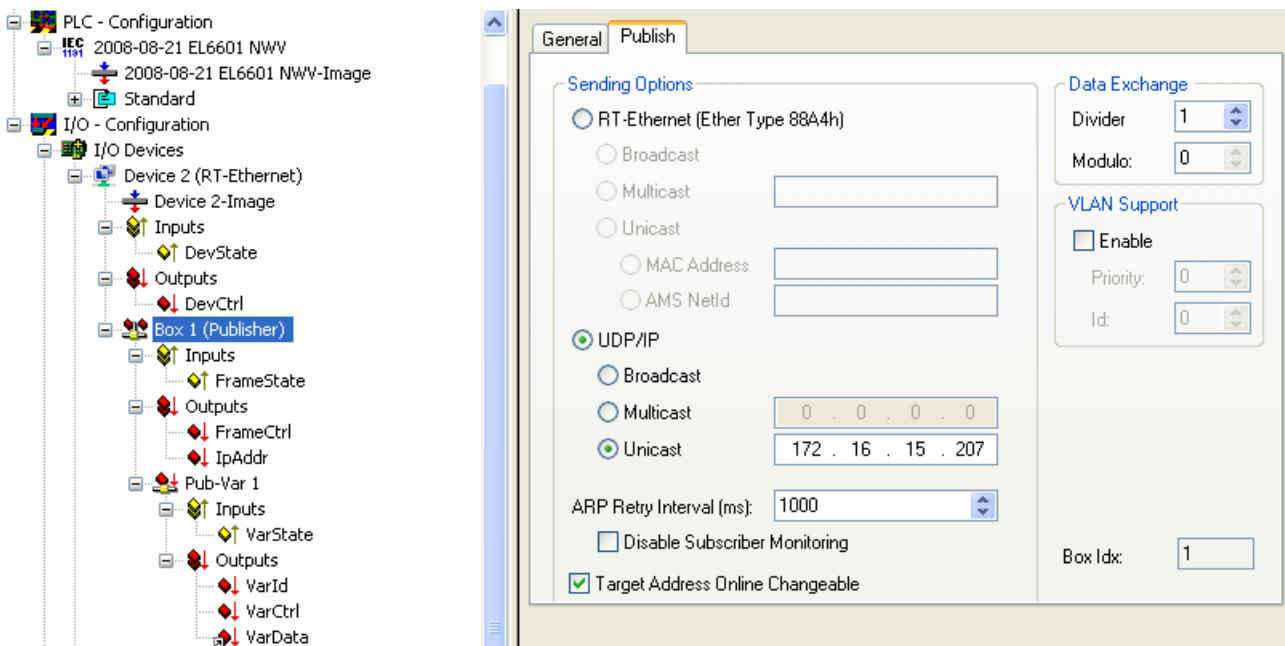 PLC - Configuration
IEC
1131
2008-08-21 EL6601 NWV
2008-08-21 EL6601 NWV-Image
Standard
I/O - Configuration
I/O Devices
Device 2 (RT-Ethernet)
Device 2-Image
Inputs
DevState
Outputs
DevCtrl
Box 1 (Publisher)
Inputs
FrameState
Outputs
FrameCtrl
IpAddr
Pub-Var 1
Inputs
VarState
Outputs
VarId
VarCtrl
VarData
General Publish
Sending Options
RT-Ethernet (Ether Type 88A4h)
Broadcast
Multicast
Unicast
MAC Address
AMS NetId
UDP/IP
Broadcast
Multicast 0 . 0 . 0 . 0
Unicast 172 . 16 . 15 . 207
ARP Retry Interval (ms): 1000
Disable Subscriber Monitoring
Target Address Online Changeable
Data Exchange
Divider 1
Modulo: 0
VLAN Support
Enable
Priority: 0
Id: 0
Box Idx: 1